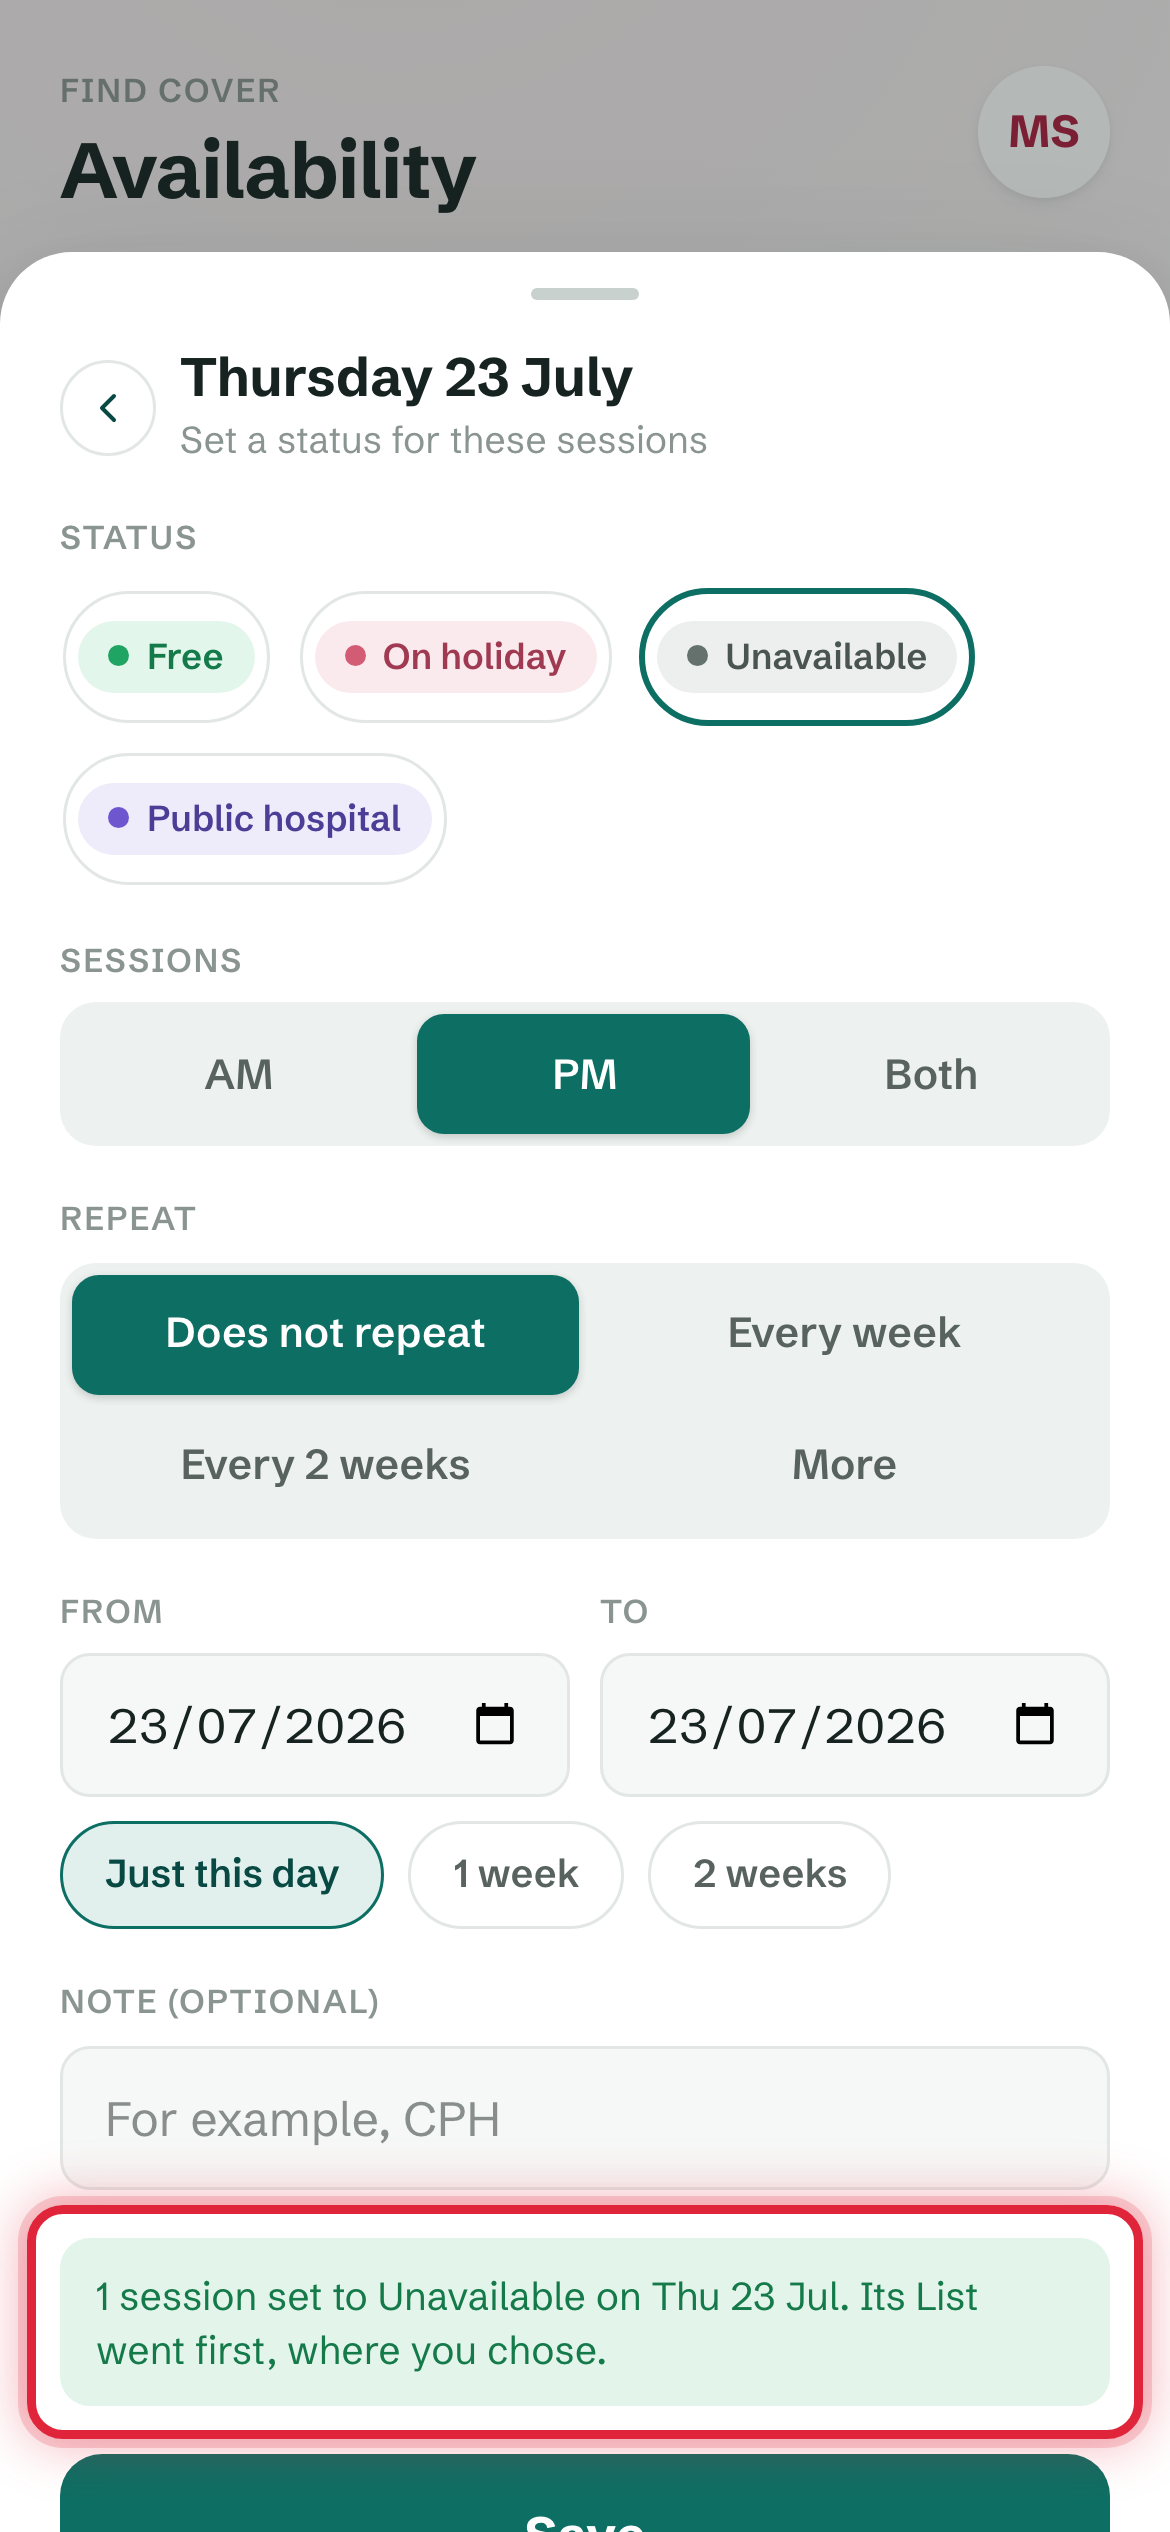 FIND COVER
Availability
MS
Thursday 23 July
Set a status for these sessions
STATUS
Free
On holiday
Unavailable
Public hospital
SESSIONS
AM
PM
Both
REPEAT
Does not repeat
Every week
Every 2 weeks
More
FROM
TO
23/07/2026
23/07/2026
Just this day
1 week
2 weeks
NOTE (OPTIONAL)
For example, CPH
1 session set to Unavailable on Thu 23 Jul. Its List
went first, where you chose.
Save